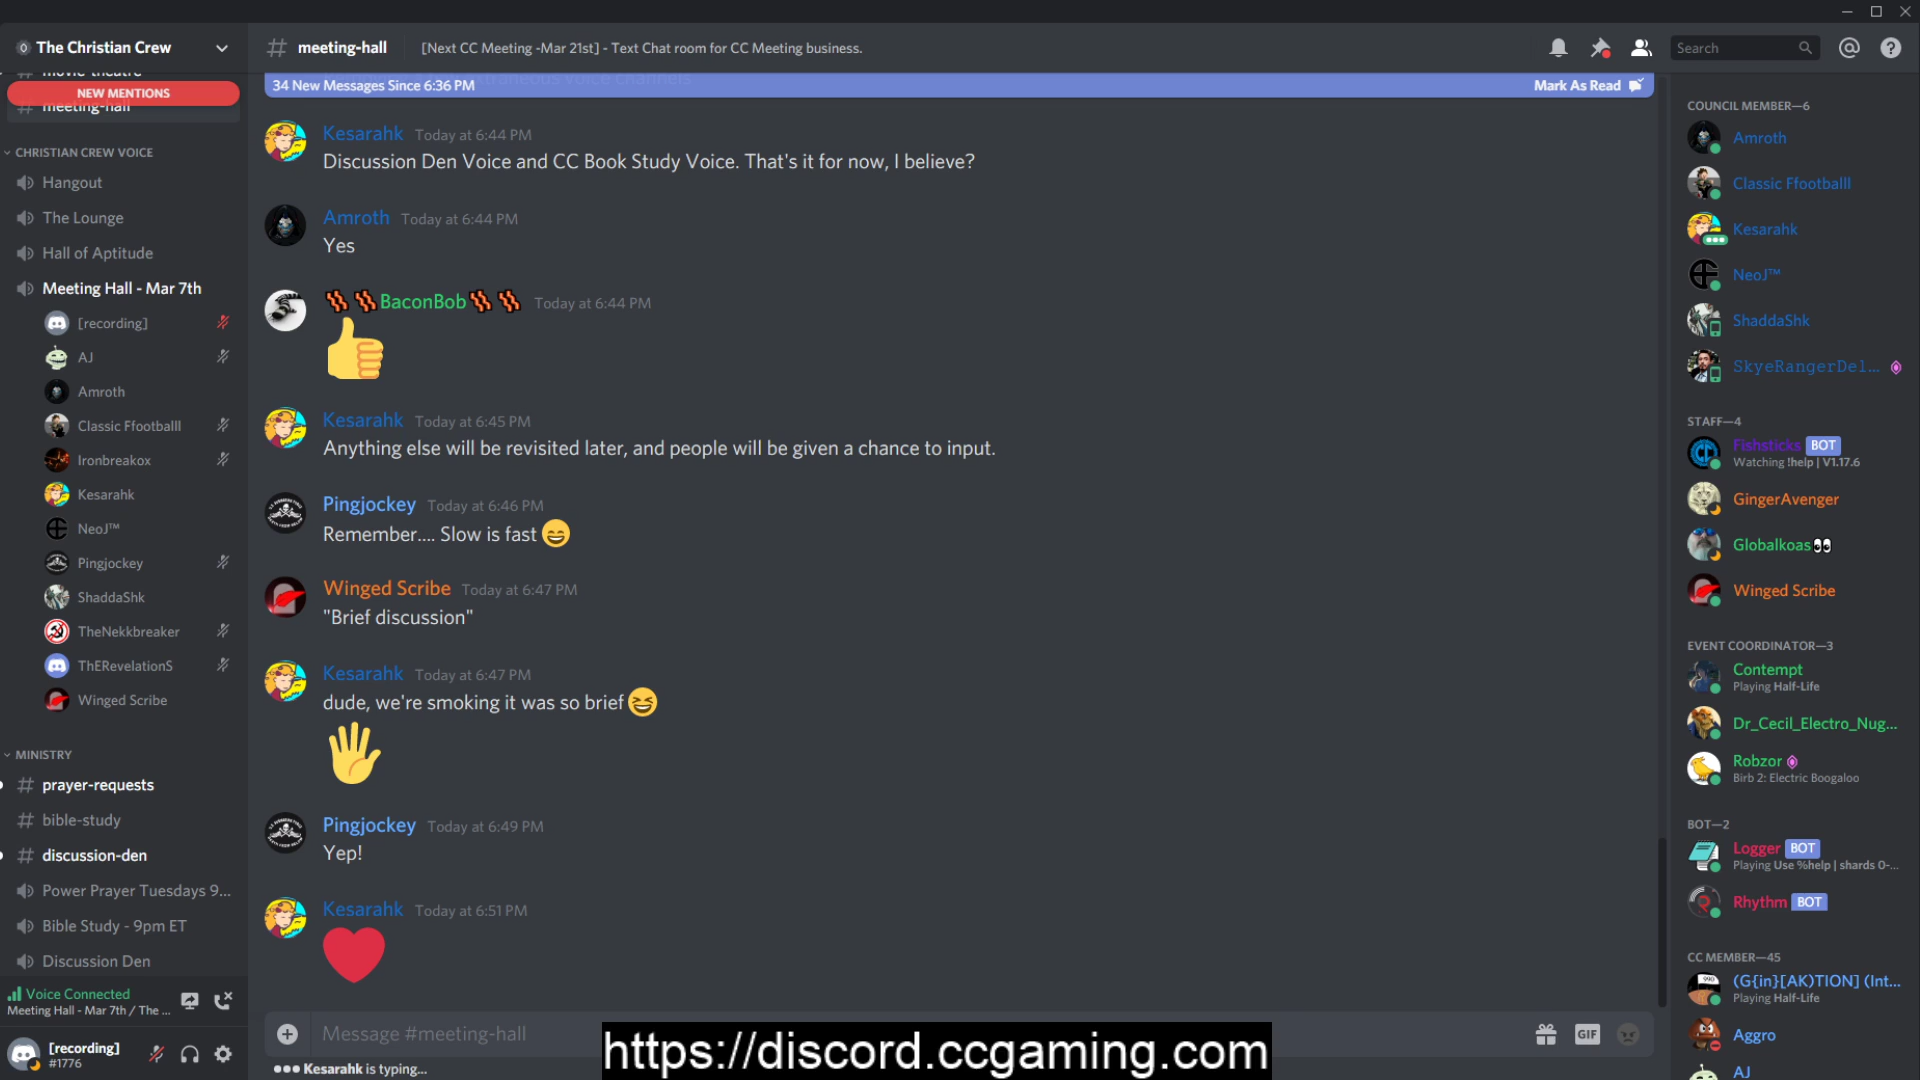 The Christian Crew
movie-theatre
NEW MENTIONS
meeting-hall
CHRISTIAN CREW VOICE
Hangout
The Lounge
Hall of Aptitude
Meeting Hall - Mar 7th
[recording]
AJ
Amroth
Classic Ffootballl
Ironbreakox
Kesarahk
NeoJ™
Pingjockey
ShaddaShk
TheNekkbreaker
ThERevelationS
Winged Scribe
MINISTRY
prayer-requests
bible-study
discussion-den
Power Prayer Tuesdays 9...
Bible Study - 9pm ET
Discussion Den
Voice Connected
Meeting Hall - Mar 7th / The ...
[recording]
#1776
meeting-hall
[Next CC Meeting -Mar 21st] - Text Chat room for CC Meeting business.
Search
34 New Messages Since 6:36 PM
Mark As Read
Kesarahk Today at 6:44 PM
Discussion Den Voice and CC Book Study Voice. That's it for now, I believe?
Amroth Today at 6:44 PM
Yes
BaconBob Today at 6:44 PM
Kesarahk Today at 6:45 PM
Anything else will be revisited later, and people will be given a chance to input.
Pingjockey Today at 6:46 PM
Remember.... Slow is fast
Winged Scribe Today at 6:47 PM
"Brief discussion"
Kesarahk Today at 6:47 PM
dude, we're smoking it was so brief
Pingjockey Today at 6:49 PM
Yep!
Kesarahk Today at 6:51 PM
Message #meeting-hall
GIF
Kesarahk is typing...
https://discord.ccgaming.com
COUNCIL MEMBER—6
Amroth
Classic Ffootballl
Kesarahk
NeoJ™
ShaddaShk
SkyeRangerDel...
STAFF—4
Fishsticks BOT
Watching !help | V1.17.6
GingerAvenger
Globalkoas
Winged Scribe
EVENT COORDINATOR—3
Contempt
Playing Half-Life
Dr_Cecil_Electro_Nug...
Robzor
Birb 2: Electric Boogaloo
BOT—2
Logger BOT
Playing Use %help | shards 0-...
Rhythm BOT
CC MEMBER—45
(G{in}[AK)TION] (Int...
Playing Half-Life
Aggro
AJ